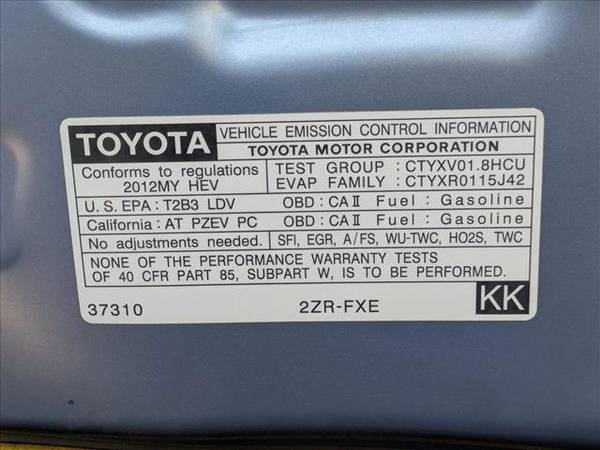 TOYOTA VEHICLE EMISSION CONTROL INFORMATION
TOYOTA MOTOR CORPORATION
Conforms to regulations
2012MY HEV
TEST GROUP : CTYXV01.8HCU
EVAP FAMILY : CTYXR0115J42
U.S. EPA : T2B3 LDV OBD: CAⅡ Fuel: Gasoline
California: AT PZEV PC OBD: CAⅡ Fuel: Gasoline
No adjustments needed. SFI, EGR, A/FS, WU-TWC, HO2S, TWC
NONE OF THE PERFORMANCE WARRANTY TESTS
OF 40 CFR PART 85, SUBPART W, IS TO BE PERFORMED.
37310 2ZR-FXE KK